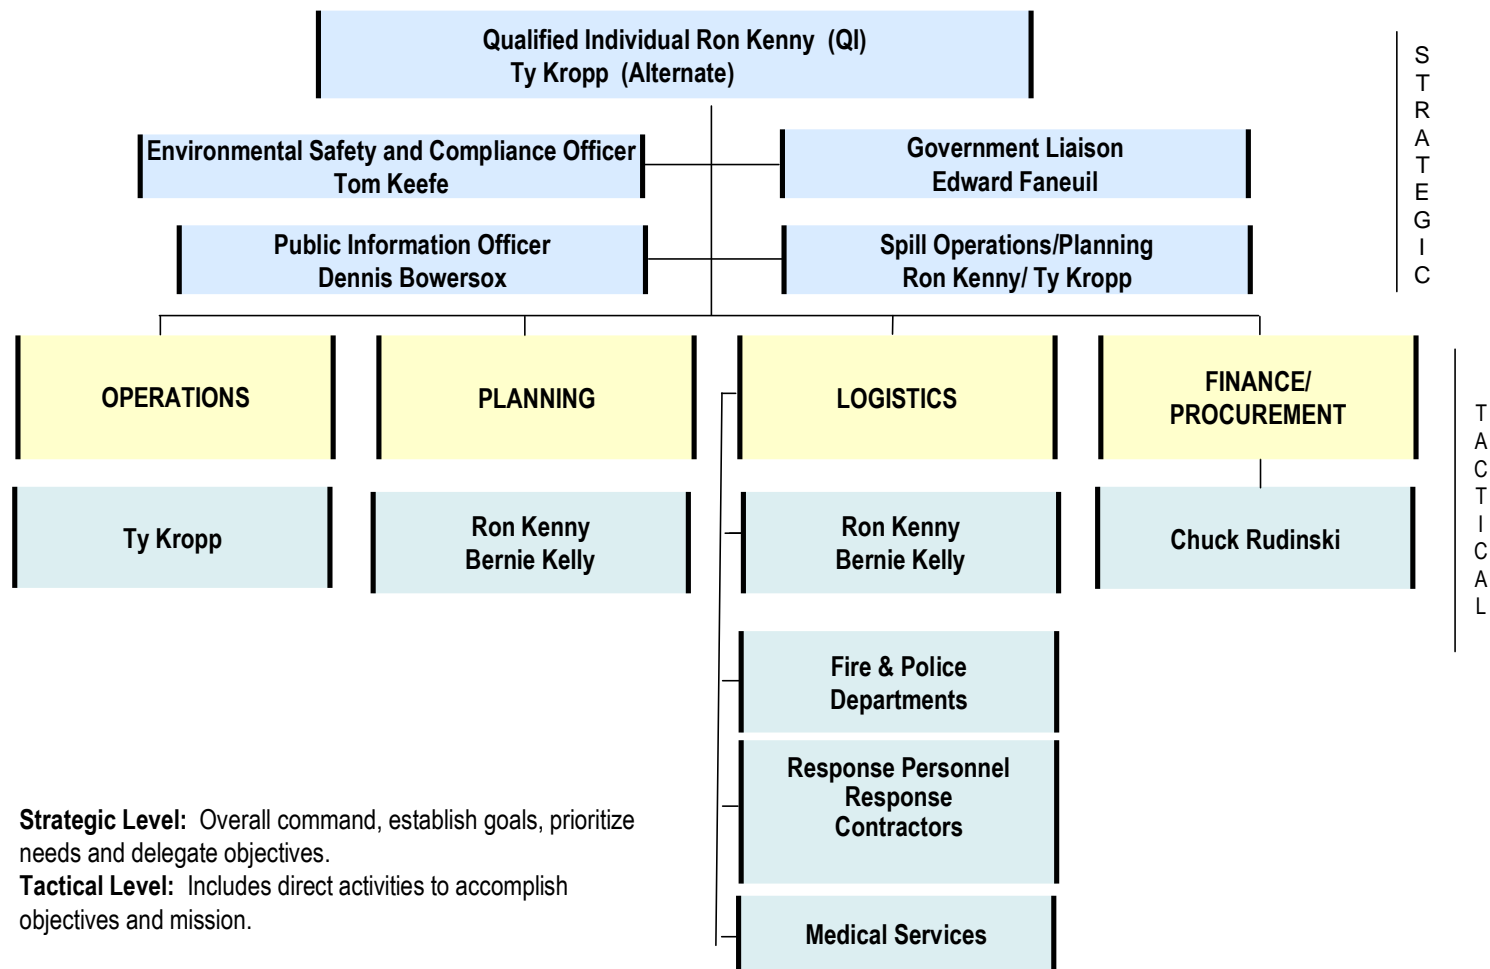 Qualified Individual Ron Kenny (QI)
Ty Kropp (Alternate)
Environmental Safety and Compliance Officer
Tom Keefe
Government Liaison
Edward Faneuil
Public Information Officer
Dennis Bowersox
Spill Operations/Planning
Ron Kenny/ Ty Kropp
STRATEGIC
OPERATIONS
PLANNING
LOGISTICS
FINANCE/
PROCUREMENT
Ty Kropp
Ron Kenny
Bernie Kelly
Ron Kenny
Bernie Kelly
Chuck Rudinski
TACTICAL
Fire & Police
Departments
Response Personnel
Response
Contractors
Medical Services
Strategic Level: Overall command, establish goals, prioritize
needs and delegate objectives.
Tactical Level: Includes direct activities to accomplish
objectives and mission.